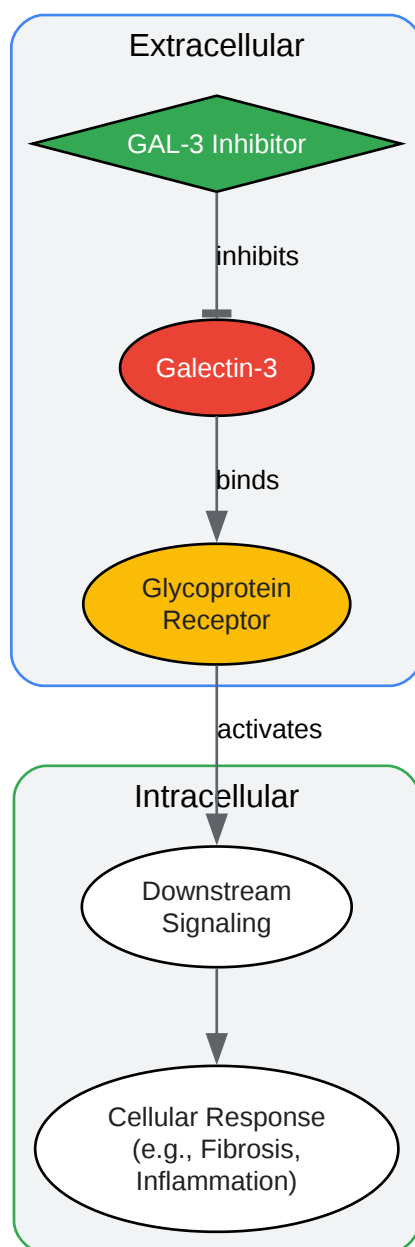 Extracellular
GAL-3 Inhibitor
inhibits
Galectin-3
binds
Glycoprotein
Receptor
activates
Intracellular
Downstream
Signaling
Cellular Response
(e.g., Fibrosis,
Inflammation)